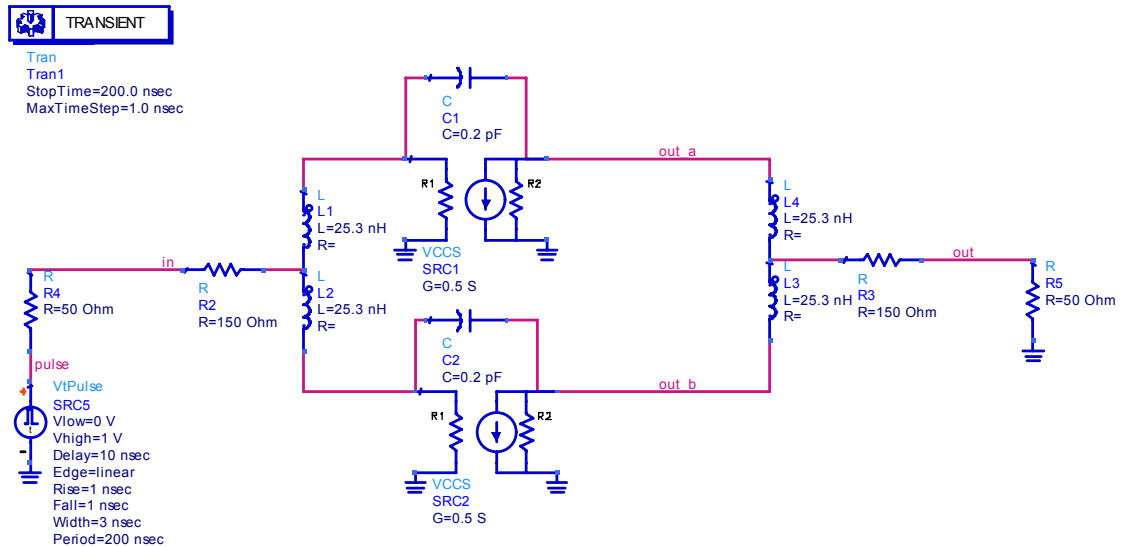 TRANSIENT
Tran
Tran1
StopTime=200.0 nsec
MaxTimeStep=1.0 nsec
C
C1
C=0.2 pF
R1
R2
VCCS
SRC1
G=0.5 S
out_a
L
L1
L=25.3 nH
R=
L
L2
L=25.3 nH
R=
in
R
R2
R=150 Ohm
R
R4
R=50 Ohm
pulse
VtPulse
SRC5
Vlow=0 V
Vhigh=1 V
Delay=10 nsec
Edge=linear
Rise=1 nsec
Fall=1 nsec
Width=3 nsec
Period=200 nsec
t
C
C2
C=0.2 pF
R1
R2
VCCS
SRC2
G=0.5 S
out_b
L
L4
L=25.3 nH
R=
L
L3
L=25.3 nH
R=
R
R3
R=150 Ohm
out
R
R5
R=50 Ohm